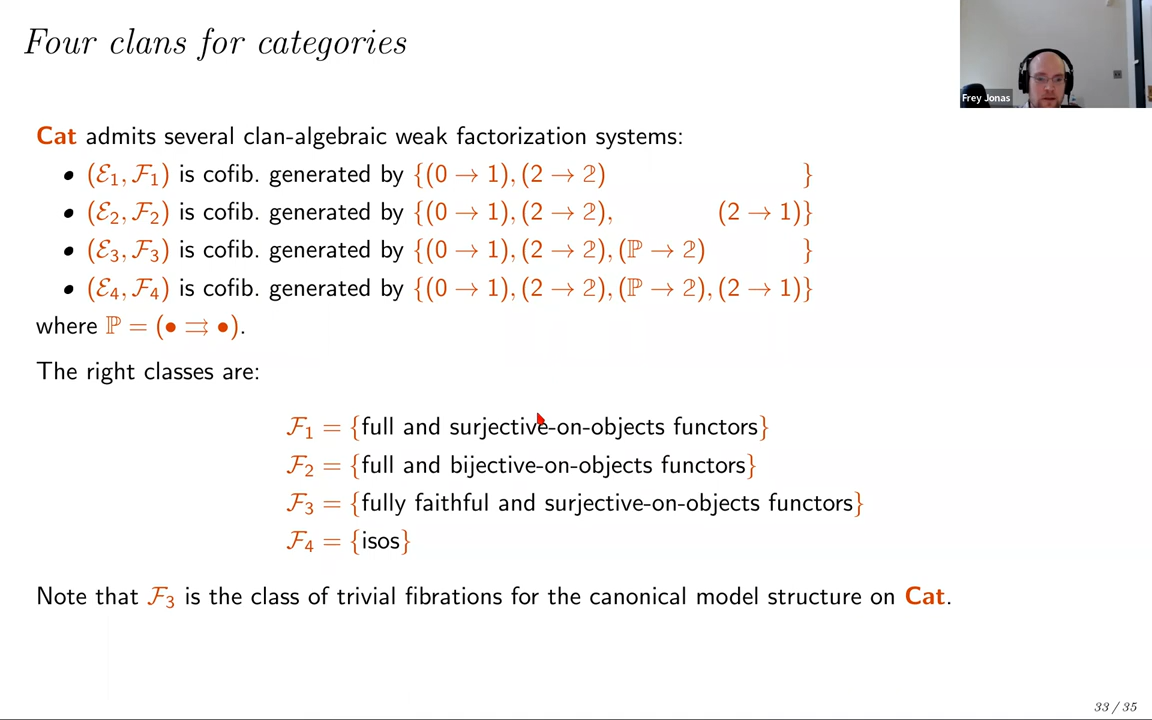 Four clans for categories
Frey Jonas
Cat admits several clan-algebraic weak factorization systems:
• (ℰ₁, ℱ₁) is cofib. generated by {(0 → 1), (2 → 𝟚) }
• (ℰ₂, ℱ₂) is cofib. generated by {(0 → 1), (2 → 𝟚), (2 → 1)}
• (ℰ₃, ℱ₃) is cofib. generated by {(0 → 1), (2 → 𝟚), (ℙ → 𝟚) }
• (ℰ₄, ℱ₄) is cofib. generated by {(0 → 1), (2 → 𝟚), (ℙ → 𝟚), (2 → 1)}
where ℙ = (• ⇉ •).
The right classes are:
ℱ₁ = {full and surjective-on-objects functors}
ℱ₂ = {full and bijective-on-objects functors}
ℱ₃ = {fully faithful and surjective-on-objects functors}
ℱ₄ = {isos}
Note that ℱ₃ is the class of trivial fibrations for the canonical model structure on Cat.
33 / 35